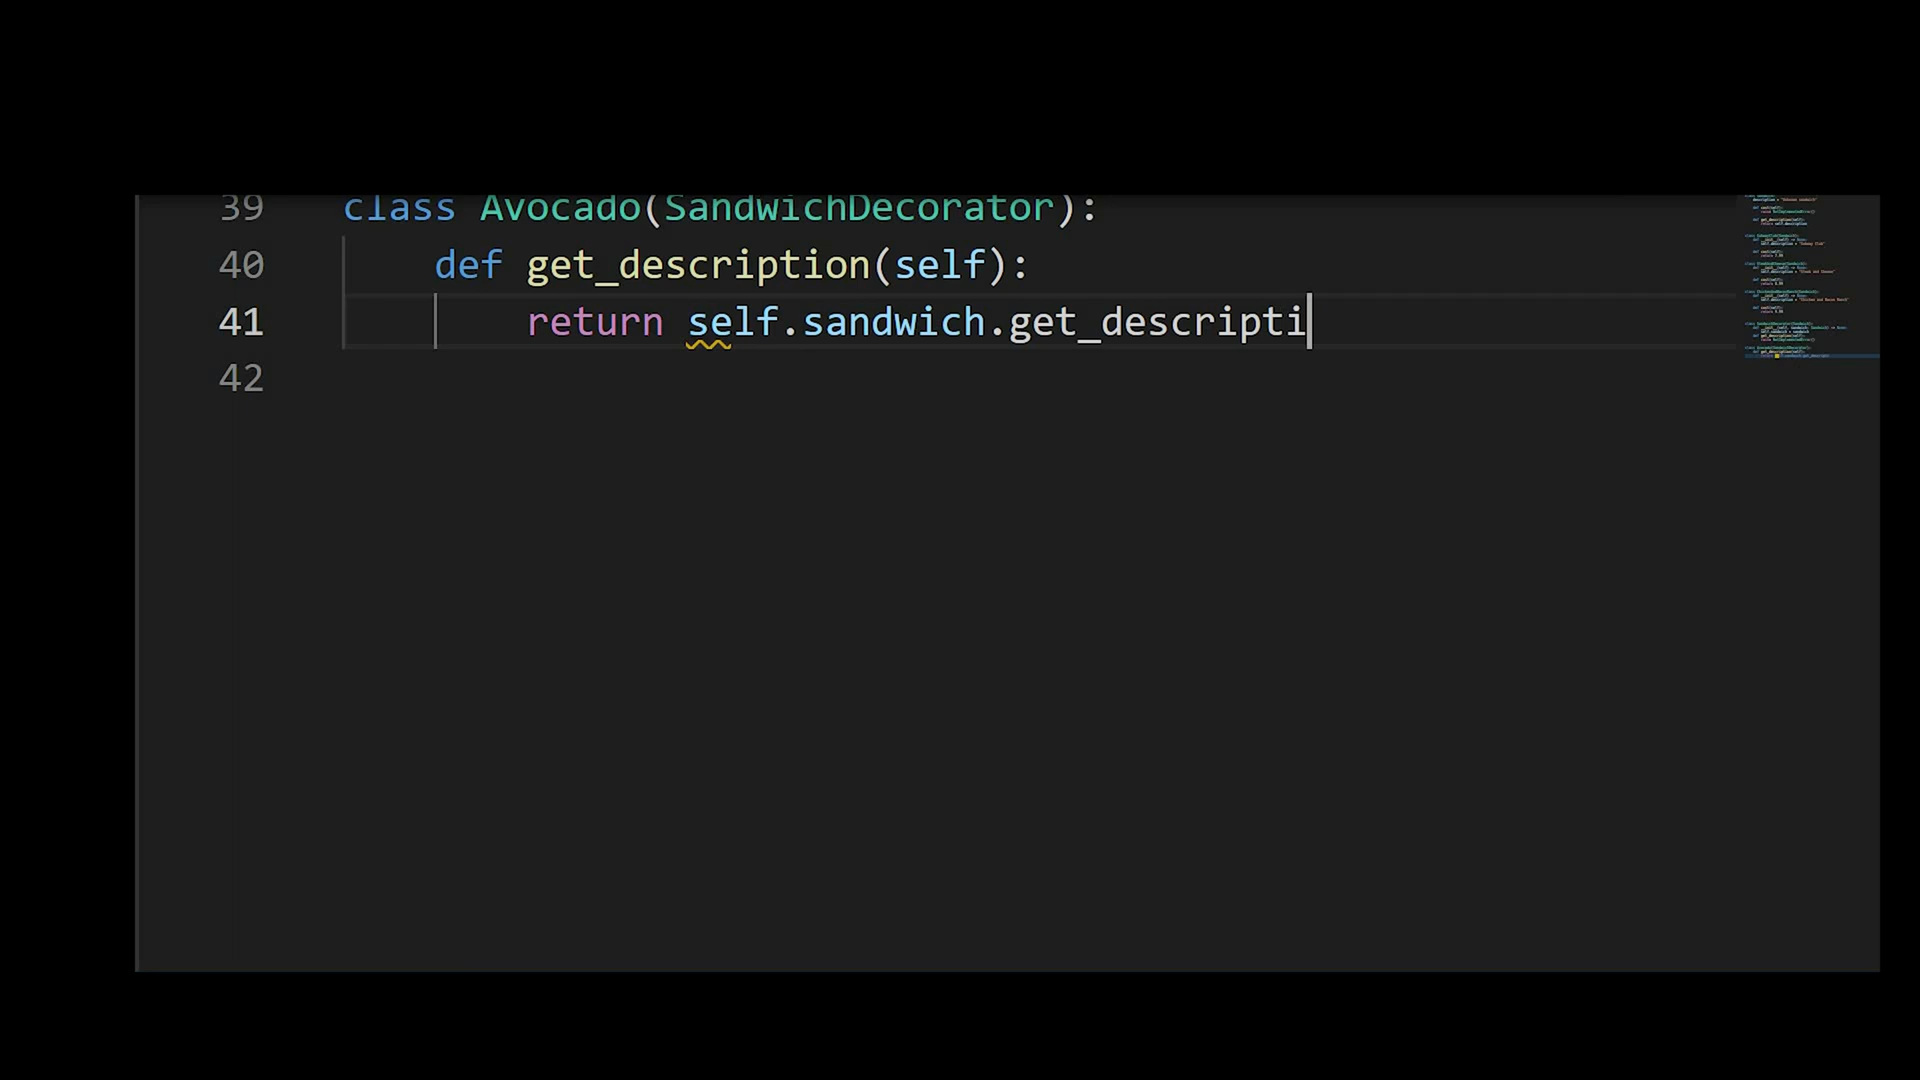 39 class Avocado(SandwichDecorator):
40 def get_description(self):
41 return self.sandwich.get_descripti
42